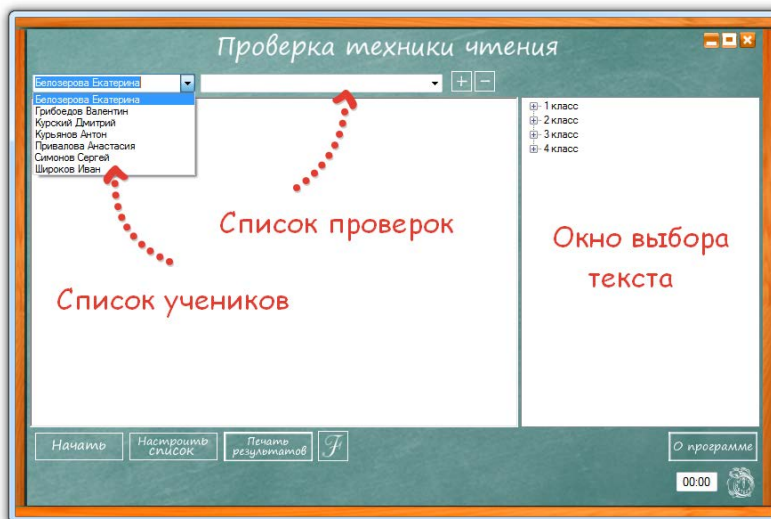 Проверка техники чтения
Белозерова Екатерина
Белозерова Екатерина
Грибоедов Валентин
Курский Дмитрий
Курьянов Антон
Привалова Анастасия
Симонов Сергей
Широков Иван
1 класс
2 класс
3 класс
4 класс
Список проверок
Окно выбора
текста
Список учеников
Начать
Настроить
список
Печать
результатов
F
О программе
00:00